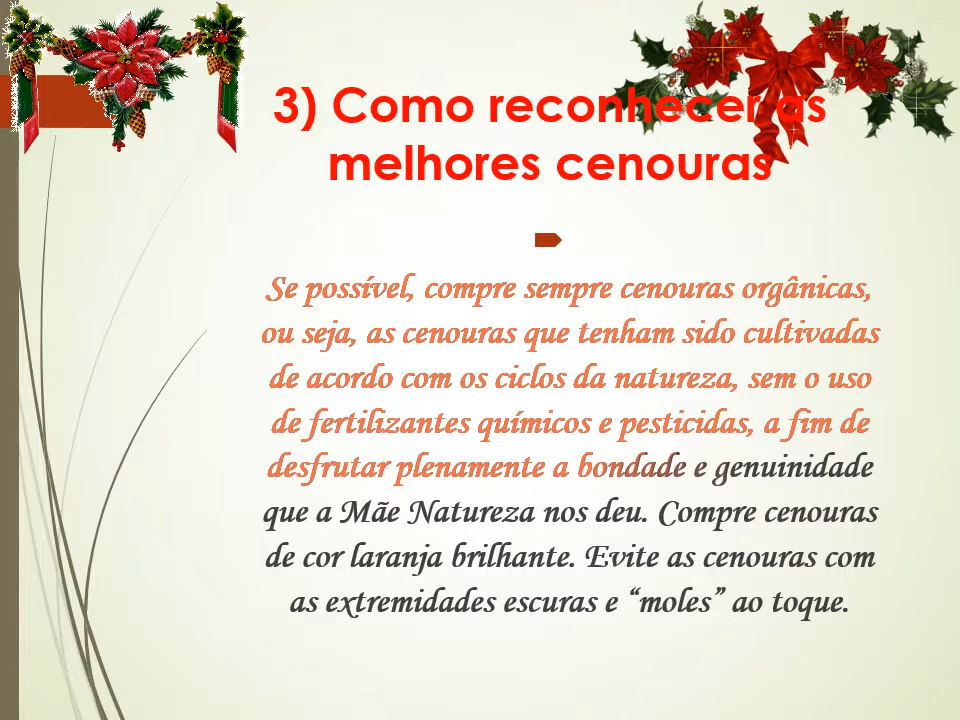 3) Como reconhecer as
melhores cenouras
Se possível, compre sempre cenouras orgânicas,
ou seja, as cenouras que tenham sido cultivadas
de acordo com os ciclos da natureza, sem o uso
de fertilizantes químicos e pesticidas, a fim de
desfrutar plenamente a bondade e genuinidade
que a Mãe Natureza nos deu. Compre cenouras
de cor laranja brilhante. Evite as cenouras com
as extremidades escuras e “moles” ao toque.